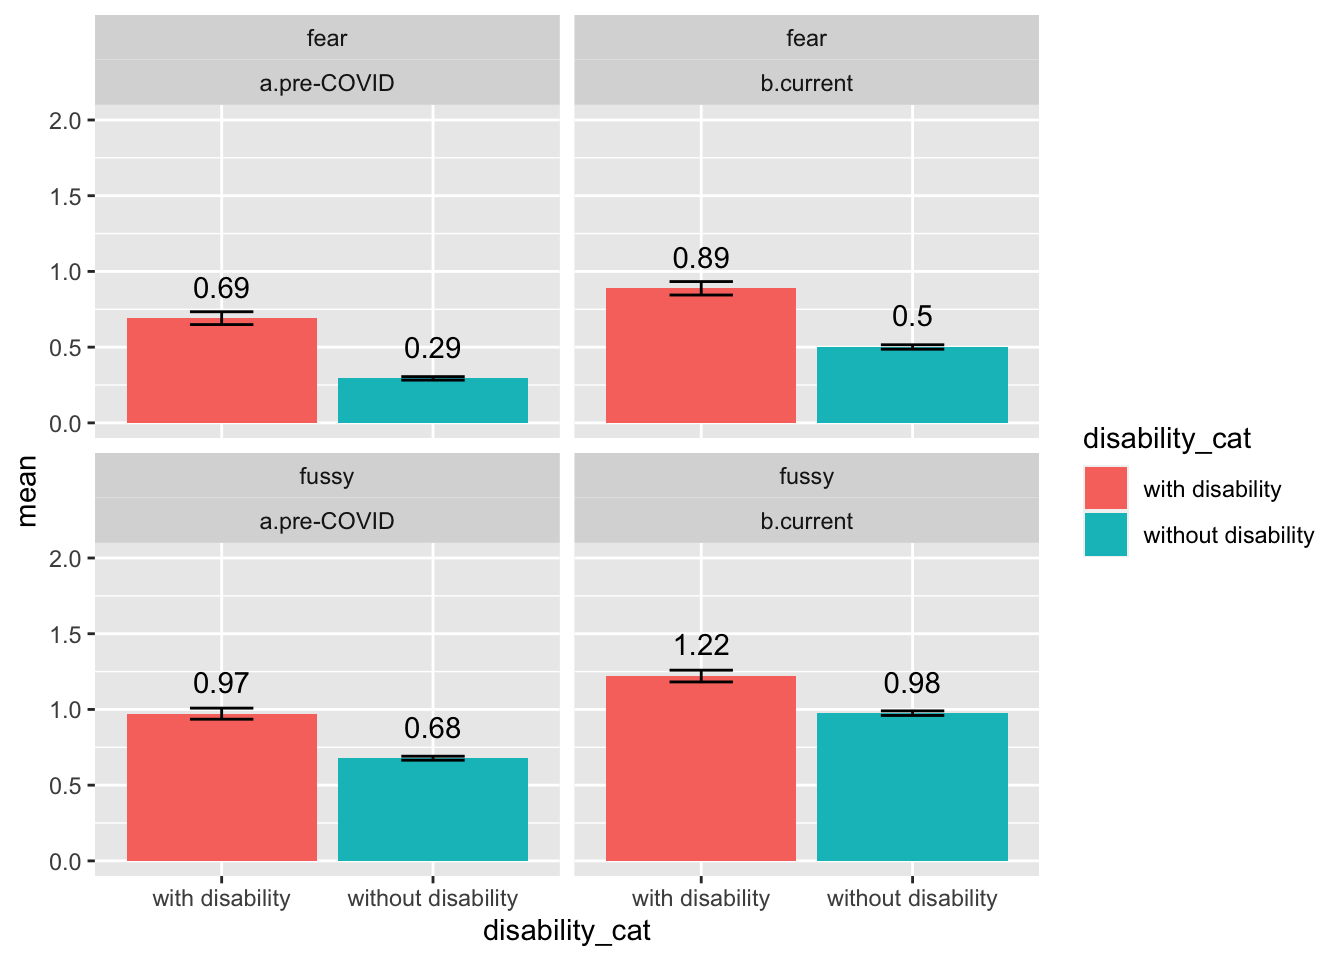 fear
a.pre-COVID
fear
b.current
2.0
1.5
1.0
0.5
0.0
0.69
0.29
0.89
0.5
mean
fussy
a.pre-COVID
fussy
b.current
2.0
1.5
1.0
0.5
0.0
0.97
0.68
1.22
0.98
with disability
without disability
with disability
without disability
disability_cat
disability_cat
with disability
without disability